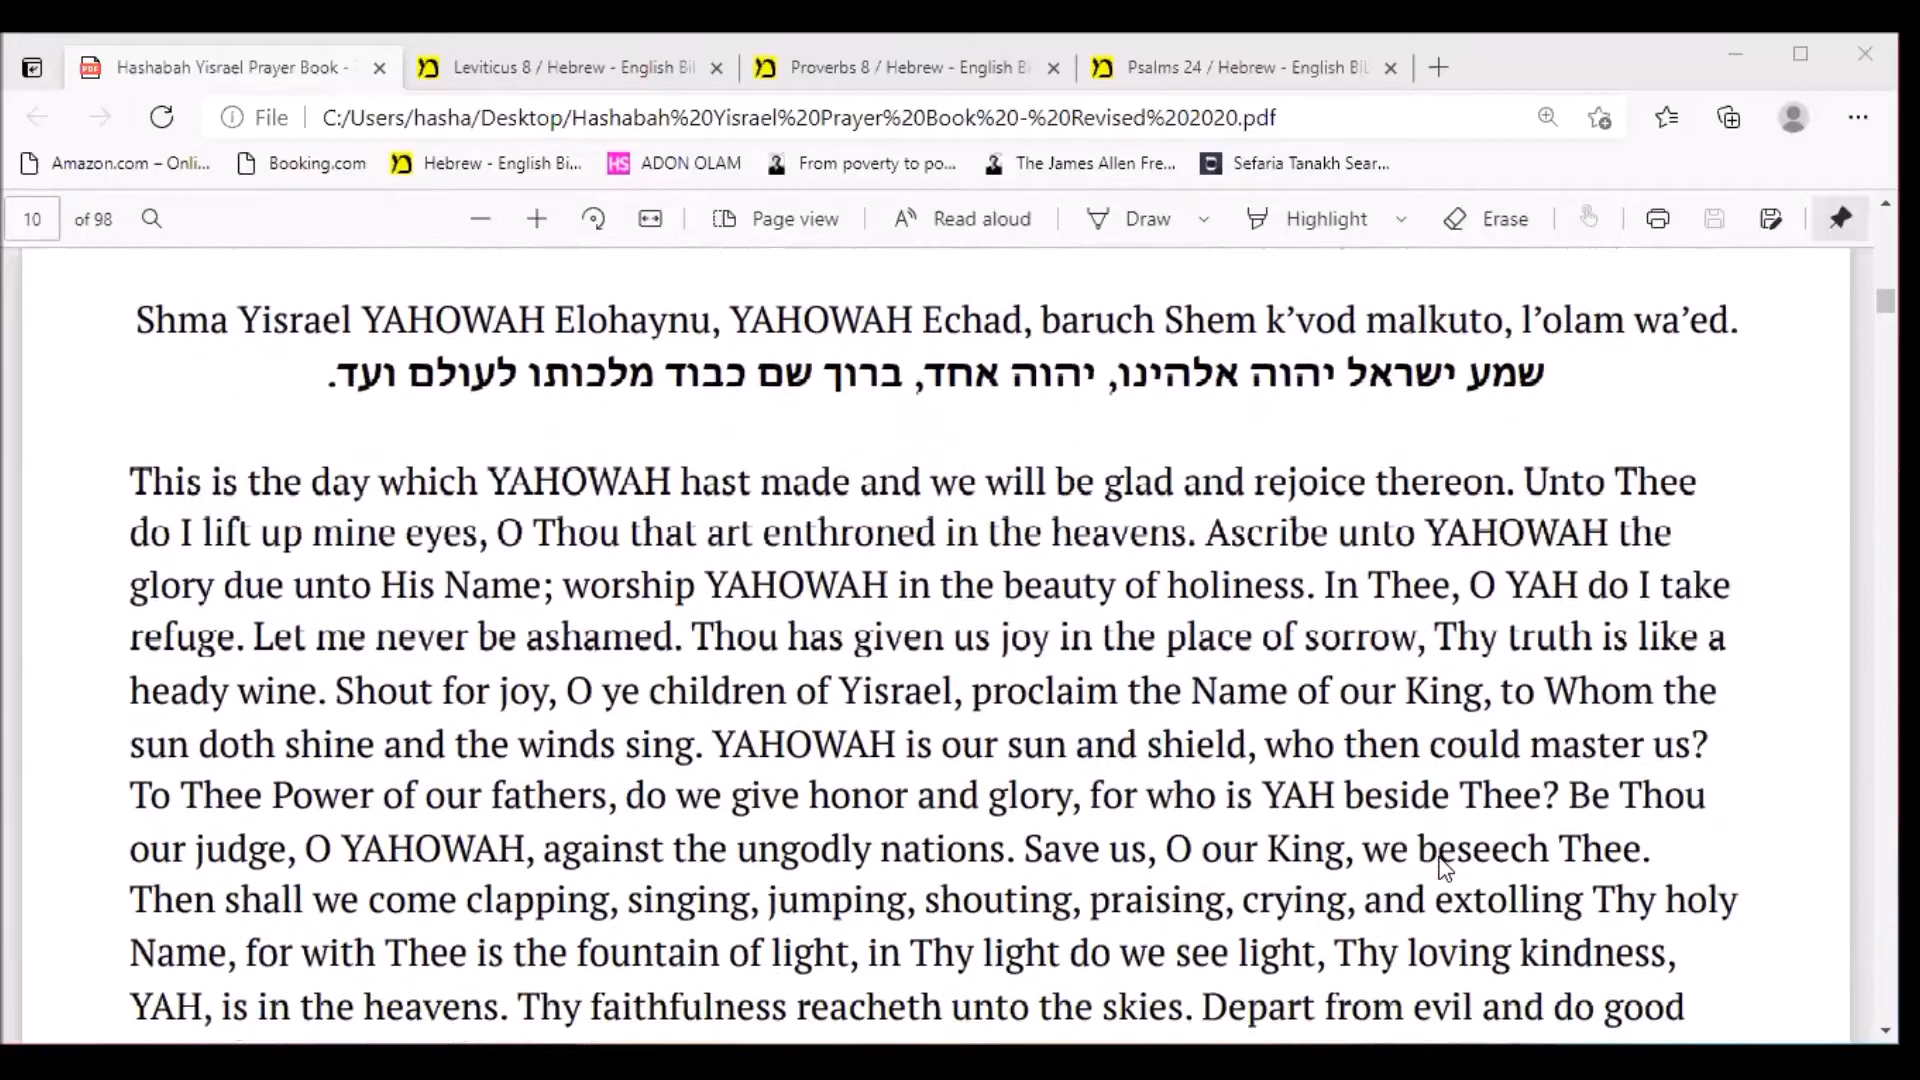 Hashabah Yisrael Prayer Book -
Leviticus 8 / Hebrew - English Bi
Proverbs 8 / Hebrew - English B
Psalms 24 / Hebrew - English Bib
File
C:/Users/hasha/Desktop/Hashabah%20Yisrael%20Prayer%20Book%20-%20Revised%202020.pdf
Amazon.com – Onli...
Booking.com
Hebrew - English Bi...
HS ADON OLAM
From poverty to po...
The James Allen Fre...
Sefaria Tanakh Sear...
10 of 98
Page view
Read aloud
Draw
Highlight
Erase
Shma Yisrael YAHOWAH Elohaynu, YAHOWAH Echad, baruch Shem k’vod malkuto, l’olam wa’ed.
שמע ישראל יהוה אלהינו, יהוה אחד, ברוך שם כבוד מלכותו לעולם ועד.
This is the day which YAHOWAH hast made and we will be glad and rejoice thereon. Unto Thee
do I lift up mine eyes, O Thou that art enthroned in the heavens. Ascribe unto YAHOWAH the
glory due unto His Name; worship YAHOWAH in the beauty of holiness. In Thee, O YAH do I take
refuge. Let me never be ashamed. Thou has given us joy in the place of sorrow, Thy truth is like a
heady wine. Shout for joy, O ye children of Yisrael, proclaim the Name of our King, to Whom the
sun doth shine and the winds sing. YAHOWAH is our sun and shield, who then could master us?
To Thee Power of our fathers, do we give honor and glory, for who is YAH beside Thee? Be Thou
our judge, O YAHOWAH, against the ungodly nations. Save us, O our King, we beseech Thee.
Then shall we come clapping, singing, jumping, shouting, praising, crying, and extolling Thy holy
Name, for with Thee is the fountain of light, in Thy light do we see light, Thy loving kindness,
YAH, is in the heavens. Thy faithfulness reacheth unto the skies. Depart from evil and do good